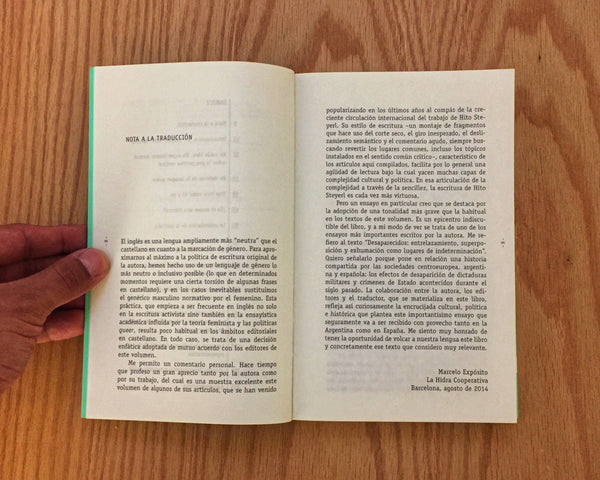 NOTA A LA TRADUCCIÓN
El inglés es una lengua ampliamente más "neutra" que el
castellano en cuanto a la marcación de género. Para apro-
ximarnos al máximo a la política de escritura original de
la autora, hemos hecho uso de un lenguaje de género lo
más neutro o inclusivo posible (lo que en determinados
momentos requiere una cierta torsión de algunas frases
en castellano), y en los casos inevitables sustituimos
el genérico masculino normativo por el femenino. Esta
práctica, que empieza a ser frecuente en inglés no sólo
en la escritura activista sino también en la ensayística
académica influida por la teoría feminista y las políticas
queer, resulta poco habitual en los ámbitos editoriales
en castellano. En todo caso, se trata de una decisión
enfática adoptada de mutuo acuerdo con los editores de
este volumen.
Me permito un comentario personal. Hace tiempo
que profeso un gran aprecio tanto por la autora como
por su trabajo, del cual es una muestra excelente este
volumen de algunos de sus artículos, que se han venido
popularizando en los últimos años al compás de la cre-
ciente circulación internacional del trabajo de Hito Ste-
yerl. Su estilo de escritura –un montaje de fragmentos
que hace uso del corte seco, el giro inesperado, el desli-
zamiento semántico y el comentario agudo, siempre bus-
cando revertir los lugares comunes, incluso los tópicos
instalados en el sentido común crítico–, característico de
los artículos aquí compilados, facilita por lo general una
agilidad de lectura bajo la cual yacen muchas capas de
complejidad cultural y política. En esa articulación de la
complejidad a través de la sencillez, la escritura de Hito
Steyerl es cada vez más virtuosa.
Pero un ensayo en particular creo que se destaca por
la adopción de una tonalidad más grave que la habitual
en los textos de este volumen. Es un epicentro indiscu-
tible del libro, y a mi modo de ver se trata de uno de los
ensayos más importantes escritos por la autora. Me re-
fiero al texto "Desaparición: entrelazamiento, superpo-
sición y exhumación como lugares de indeterminación".
Quiero señalarlo porque pone en relación una historia
compartida por las sociedades centroeuropea, argenti-
na y española: los efectos de desaparición de dictaduras
militares y crímenes de Estado acontecidos durante el
siglo pasado. La colaboración entre la autora, los edi-
tores y el traductor, que se materializa en este libro,
refleja así curiosamente la encrucijada cultural, política
e histórica que plantea este importantísimo ensayo que
seguramente va a ser recibido con provecho tanto en la
Argentina como en España. Me siento muy honrado de
tener la oportunidad de volcar a nuestra lengua este libro
y concretamente ese texto que considero muy relevante.
Marcelo Expósito
La Hidra Cooperativa
Barcelona, agosto de 2014